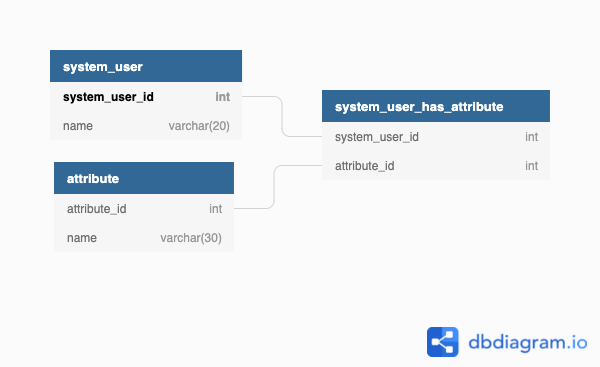 system_user
system_user_id int
name varchar(20)
system_user_has_attribute
system_user_id int
attribute_id int
attribute
attribute_id int
name varchar(30)
dbdiagram.io